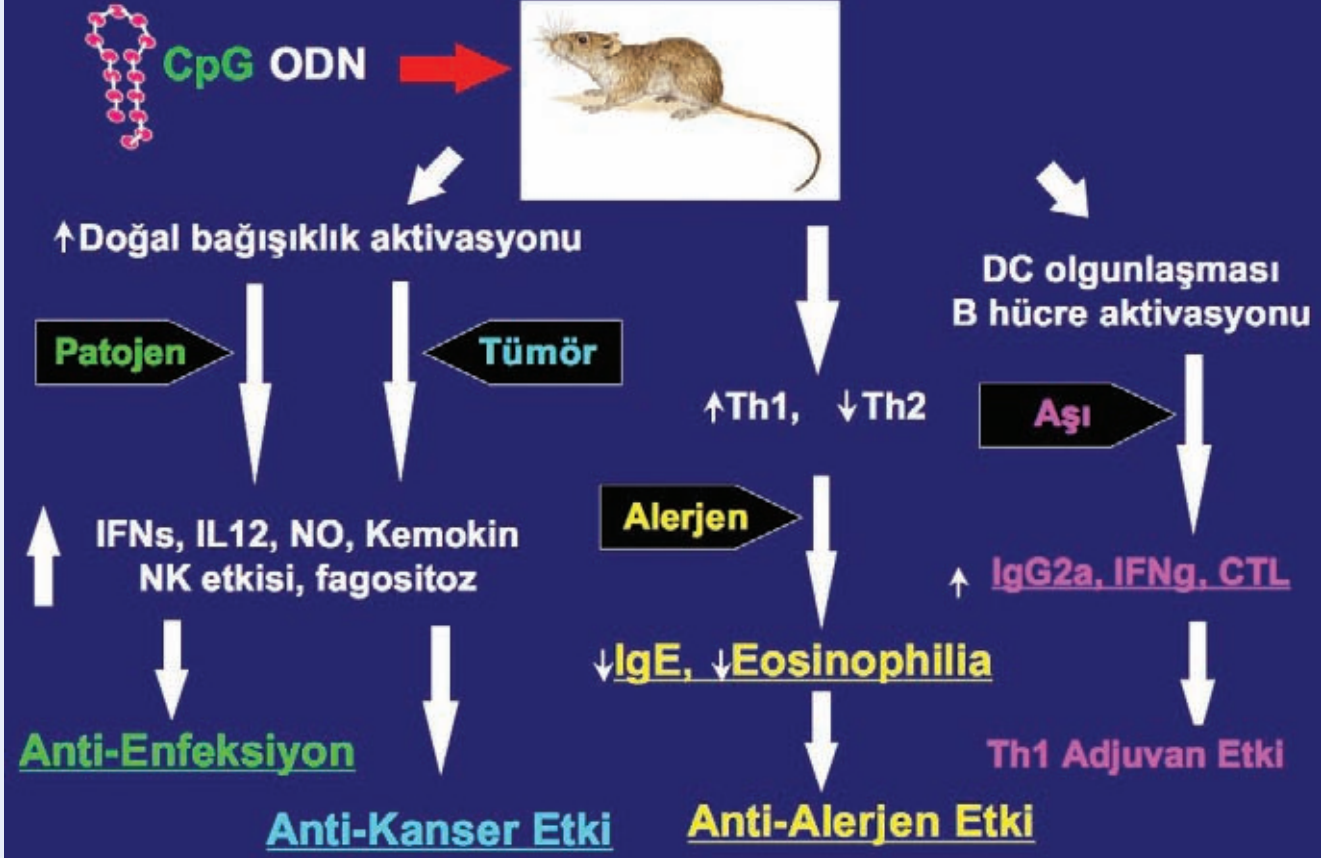 CpG ODN
↑Doğal bağışıklık aktivasyonu
Patojen
Tümör
IFNs, IL12, NO, Kemokin
NK etkisi, fagositoz
Anti-Enfeksiyon
Anti-Kanser Etki
↑Th1, ↓Th2
Alerjen
↓IgE, ↓Eosinophilia
Anti-Alerjen Etki
DC olgunlaşması
B hücre aktivasyonu
Aşı
↑ IgG2a, IFNg, CTL
Th1 Adjuvan Etki